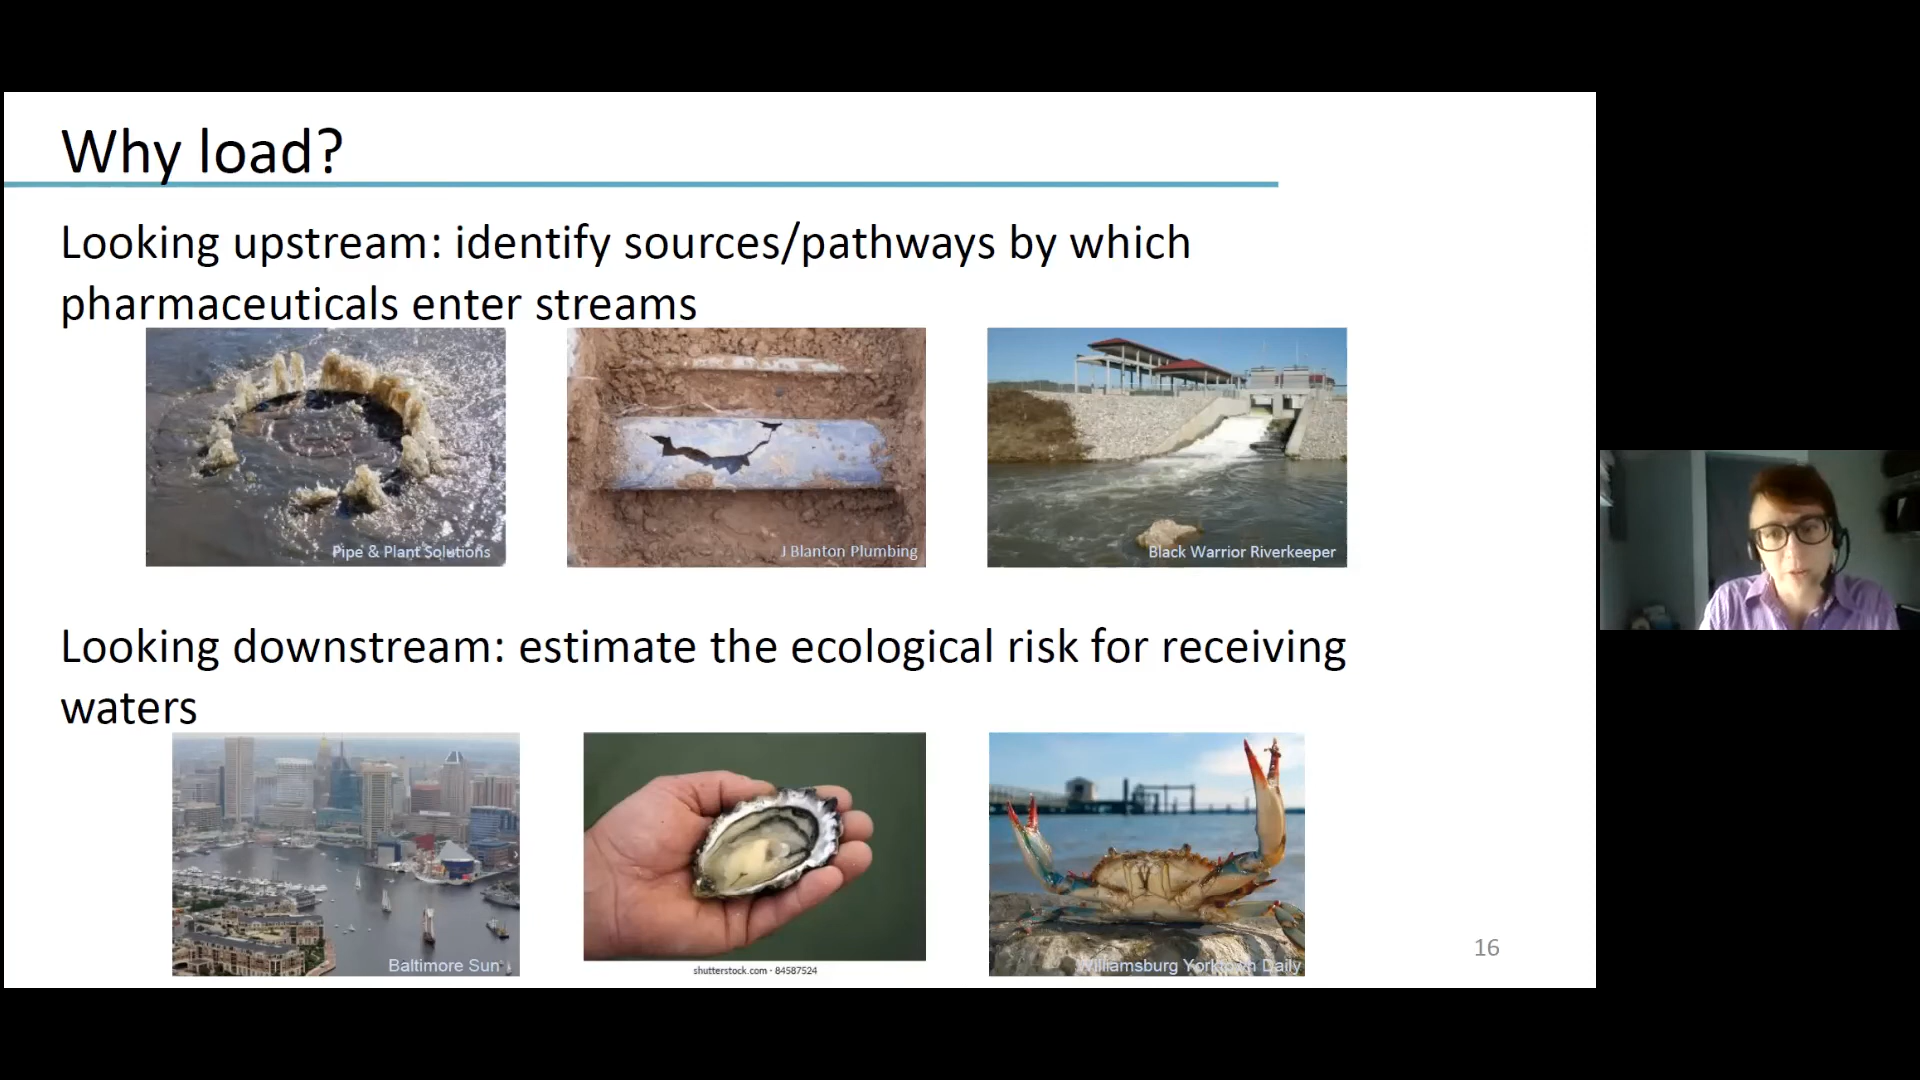 Why load?
Looking upstream: identify sources/pathways by which
pharmaceuticals enter streams
Pipe & Plant Solutions
J Blanton Plumbing
Black Warrior Riverkeeper
Looking downstream: estimate the ecological risk for receiving
waters
Baltimore Sun
shutterstock.com · 84587524
Williamsburg Yorktown Daily
16